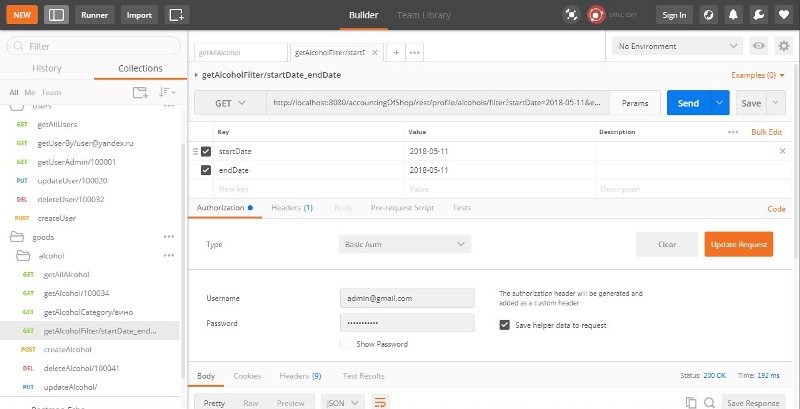 NEW Runner Import Builder Team Library SYNC OFF Sign In
Filter
History Collections
All Me Team
users
GET getAllUsers
GET getUserBy/user@yandex.ru
GET getUserAdmin/100001
PUT updateUser/100020
DEL deleteUser/100032
POST createUser
goods
alcohol
GET getAllAlcohol
GET getAlcohol/100034
GET getAlcoholCategory/вино
GET getAlcoholFilter/startDate_end...
POST createAlcohol
DEL deleteAlcohol/100041
PUT updateAlcohol/
getAllAlcohol getAlcoholFilter/start No Environment
getAlcoholFilter/startDate_endDate Examples (0)
GET http://localhost:8080/accountingOfShop/rest/profile/alcohols/filter?startDate=2018-05-11&e... Params Send Save
Key Value Description Bulk Edit
startDate 2018-05-11
endDate 2018-05-11
New key Value Description
Authorization Headers (1) Body Pre-request Script Tests Code
Type Basic Auth Clear Update Request
Username admin@gmail.com The authorization header will be generated and
added as a custom header
Password Save helper data to request
Show Password
Body Cookies Headers (9) Test Results Status: 200 OK Time: 192 ms
Pretty Raw Preview JSON Save Response